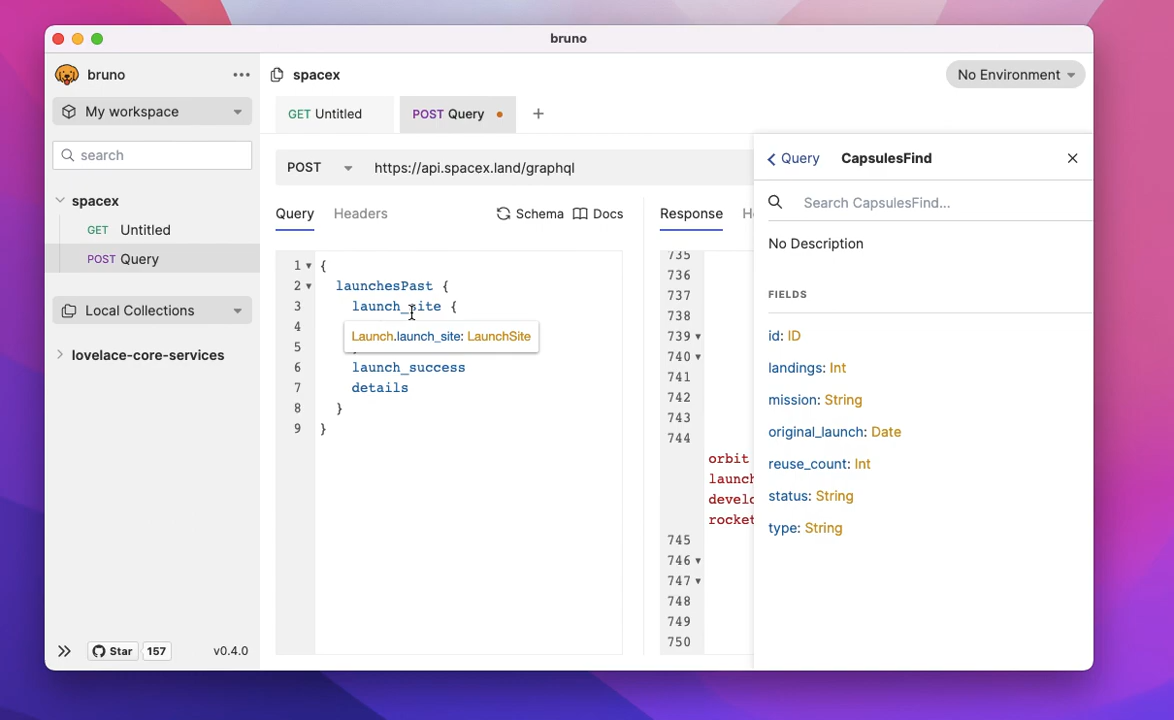 bruno
bruno
...
My workspace
search
spacex
GET Untitled
POST Query
Local Collections
lovelace-core-services
Star 157
v0.4.0
spacex
No Environment
GET Untitled
POST Query
+
POST
https://api.spacex.land/graphql
Query
Headers
Schema
Docs
1 {
2 launchesPast {
3 launch_site {
4
5
6 launch_success
7 details
8 }
9 }
Launch.launch_site: LaunchSite
Response
735
736
737
738
739
740
741
742
743
744
orbit
launch
rocket
745
746
747
748
749
750
Query
CapsulesFind
Search CapsulesFind...
No Description
FIELDS
id: ID
landings: Int
mission: String
original_launch: Date
reuse_count: Int
status: String
type: String